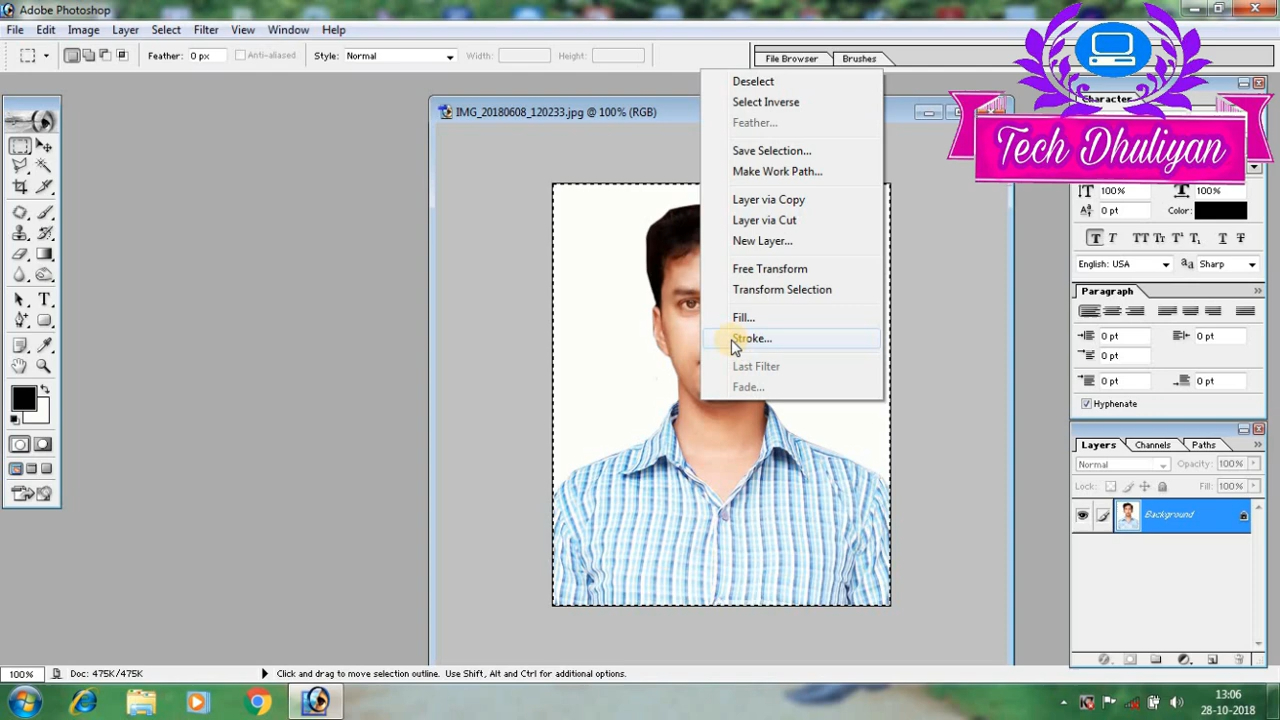 Adobe Photoshop
File Edit Image Layer Select Filter View Window Help
Feather: 0 px Anti-aliased Style: Normal Width: Height: File Browser Brushes
Tech Dhuliyan
IMG_20180608_120233.jpg @ 100% (RGB)
Character
Deselect
Select Inverse
Feather...
Save Selection...
Make Work Path...
Layer via Copy
Layer via Cut
New Layer...
Free Transform
Transform Selection
Fill...
Stroke...
Last Filter
Fade...
100% 100%
0 pt Color:
T T TT Tr T¹ T₁ T T
English: USA aa Sharp
Paragraph
0 pt 0 pt
0 pt
0 pt 0 pt
Hyphenate
Layers Channels Paths
Normal Opacity: 100%
Lock: Fill: 100%
Background
100% Doc: 475K/475K Click and drag to move selection outline. Use Shift, Alt and Ctrl for additional options.
13:06
28-10-2018